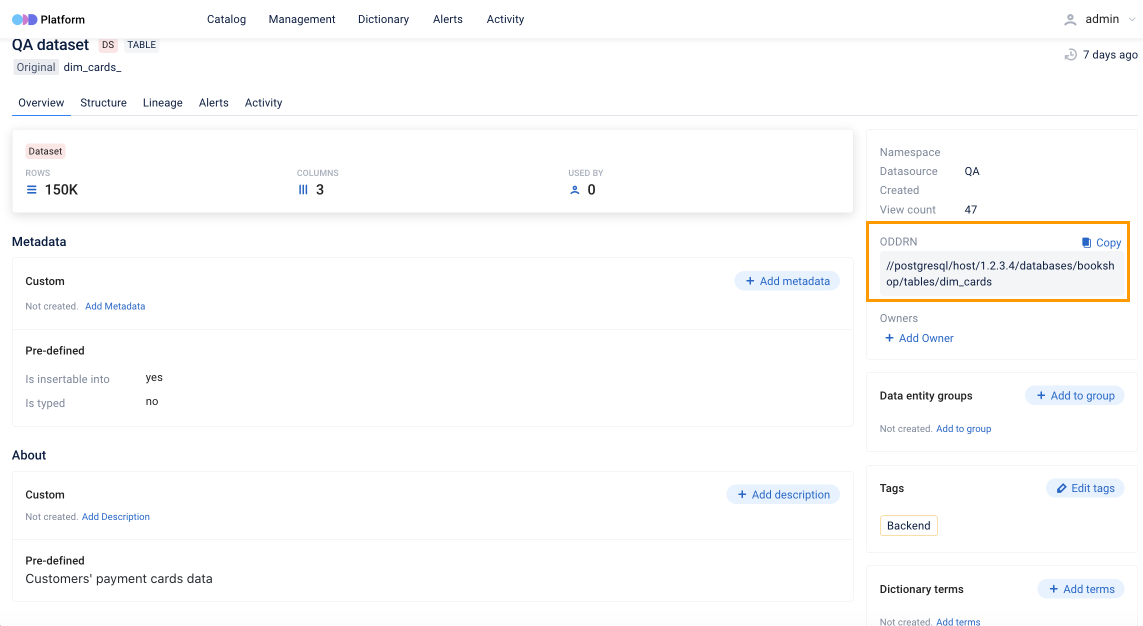 Platform
Catalog Management Dictionary Alerts Activity
admin
QA dataset DS TABLE
7 days ago
Original dim_cards_
Overview Structure Lineage Alerts Activity
Dataset
ROWS COLUMNS USED BY
150K 3 0
Metadata
Custom
Add metadata
Not created. Add Metadata
Pre-defined
Is insertable into yes
Is typed no
About
Custom
Add description
Not created. Add Description
Pre-defined
Customers' payment cards data
Namespace
Datasource QA
Created
View count 47
ODDRN Copy
//postgresql/host/1.2.3.4/databases/booksh
op/tables/dim_cards
Owners
+ Add Owner
Data entity groups + Add to group
Not created. Add to group
Tags Edit tags
Backend
Dictionary terms + Add terms
Not created. Add terms